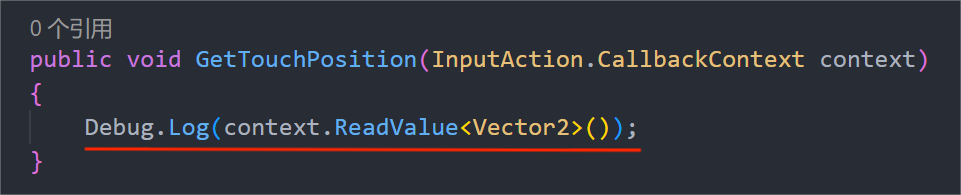 0 个引用
public void GetTouchPosition(InputAction.CallbackContext context)
{
    Debug.Log(context.ReadValue<Vector2>());
}